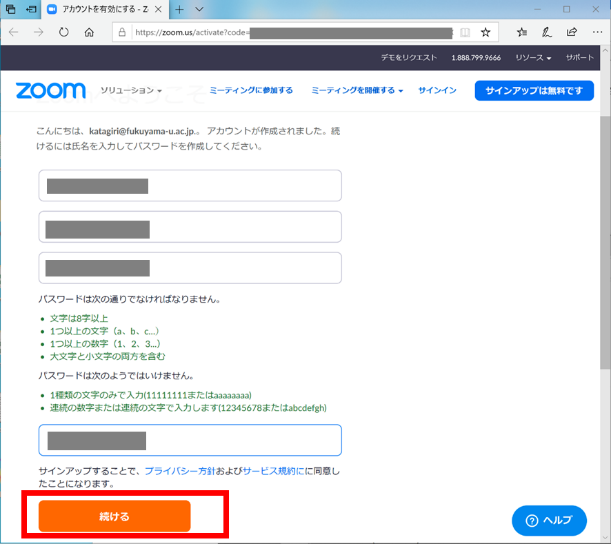 アカウントを有効にする - Zo
https://zoom.us/activate?code=
デモをリクエスト 1.888.799.9666 リソース サポート
zoom ソリューション ミーティングに参加する ミーティングを開催する サインイン サインアップは無料です
ようこそ
こんにちは、katagiri@fukuyama-u.ac.jp.。 アカウントが作成されました。続
けるには氏名を入力してパスワードを作成してください。
パスワードは次の通りでなければなりません。
• 文字は8字以上
• 1つ以上の文字（a、b、c...）
• 1つ以上の数字（1、2、3...）
• 大文字と小文字の両方を含む
パスワードは次のようではいけません。
• 1種類の文字のみで入力(11111111またはaaaaaaaa)
• 連続の数字または連続の文字で入力します(12345678またはabcdefgh)
サインアップすることで、プライバシー方針およびサービス規約にに同意し
たことになります。
続ける
ヘルプ